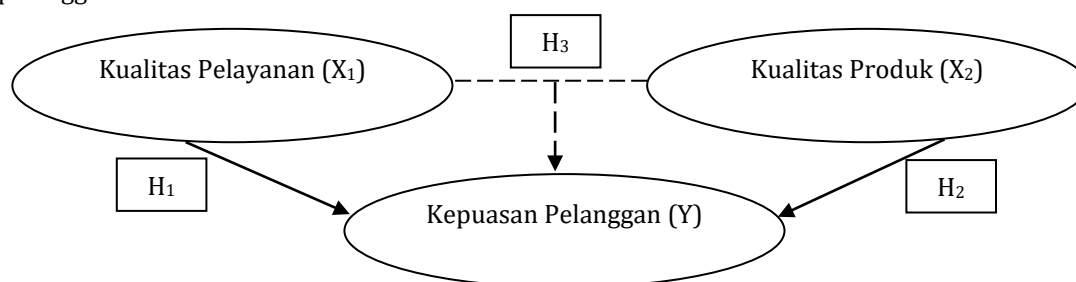 H₃
Kualitas Pelayanan (X₁)
Kualitas Produk (X₂)
H₁
H₂
Kepuasan Pelanggan (Y)